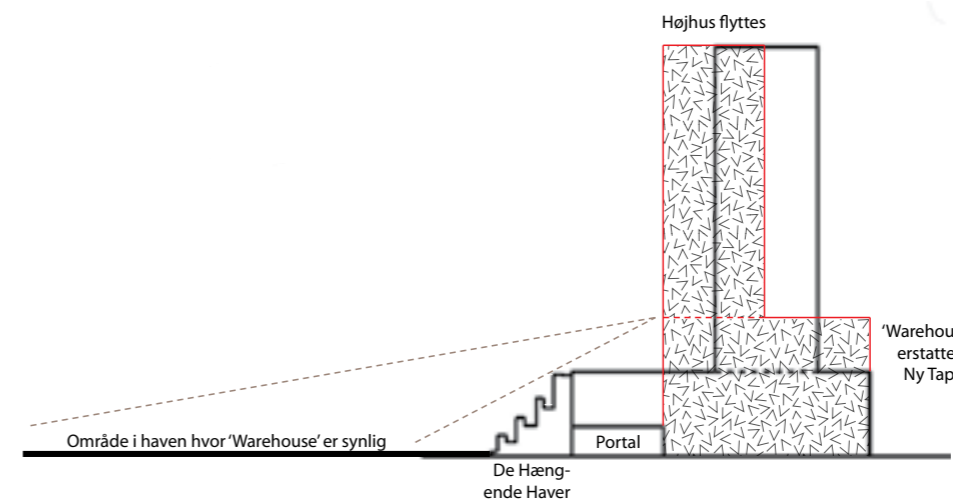 Højhus flyttes
'Warehou
erstatte
Ny Tap
Område i haven hvor 'Warehouse' er synlig
Portal
De Hæng-
ende Haver